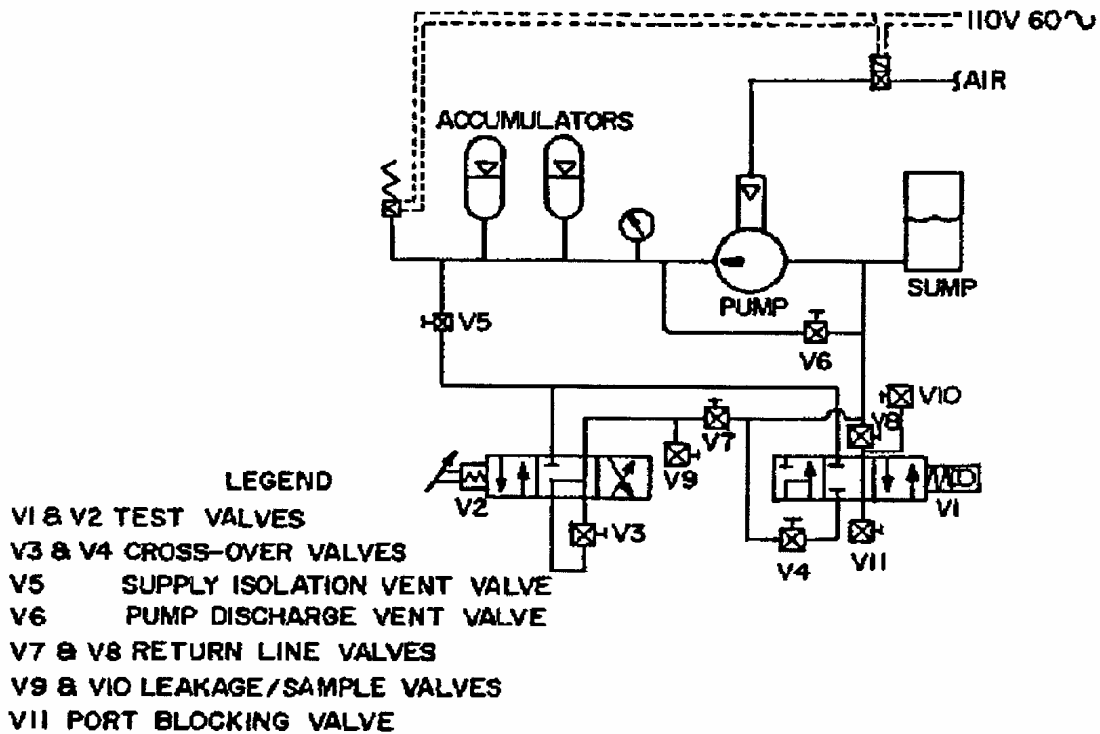 110V 60~
AIR
ACCUMULATORS
PUMP
SUMP
V5
V6
V10
V8
V7
V9
V2
V3
V4
V11
V1
LEGEND
V1 & V2 TEST VALVES
V3 & V4 CROSS-OVER VALVES
V5 SUPPLY ISOLATION VENT VALVE
V6 PUMP DISCHARGE VENT VALVE
V7 & V8 RETURN LINE VALVES
V9 & V10 LEAKAGE/SAMPLE VALVES
V11 PORT BLOCKING VALVE